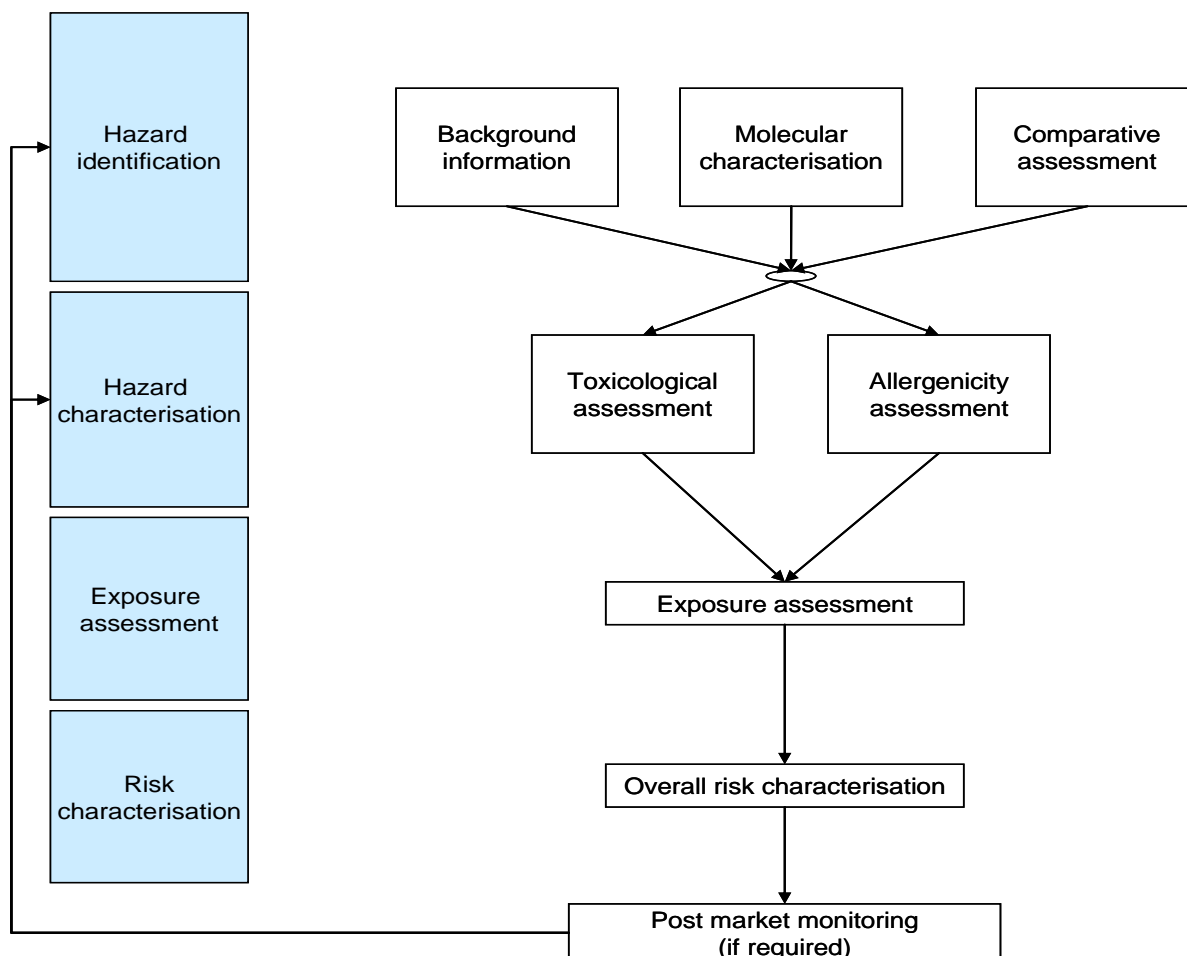 Hazard
identification
Background
information
Molecular
characterisation
Comparative
assessment
Hazard
characterisation
Toxicological
assessment
Allergenicity
assessment
Exposure
assessment
Exposure assessment
Risk
characterisation
Overall risk characterisation
Post market monitoring
(if required)